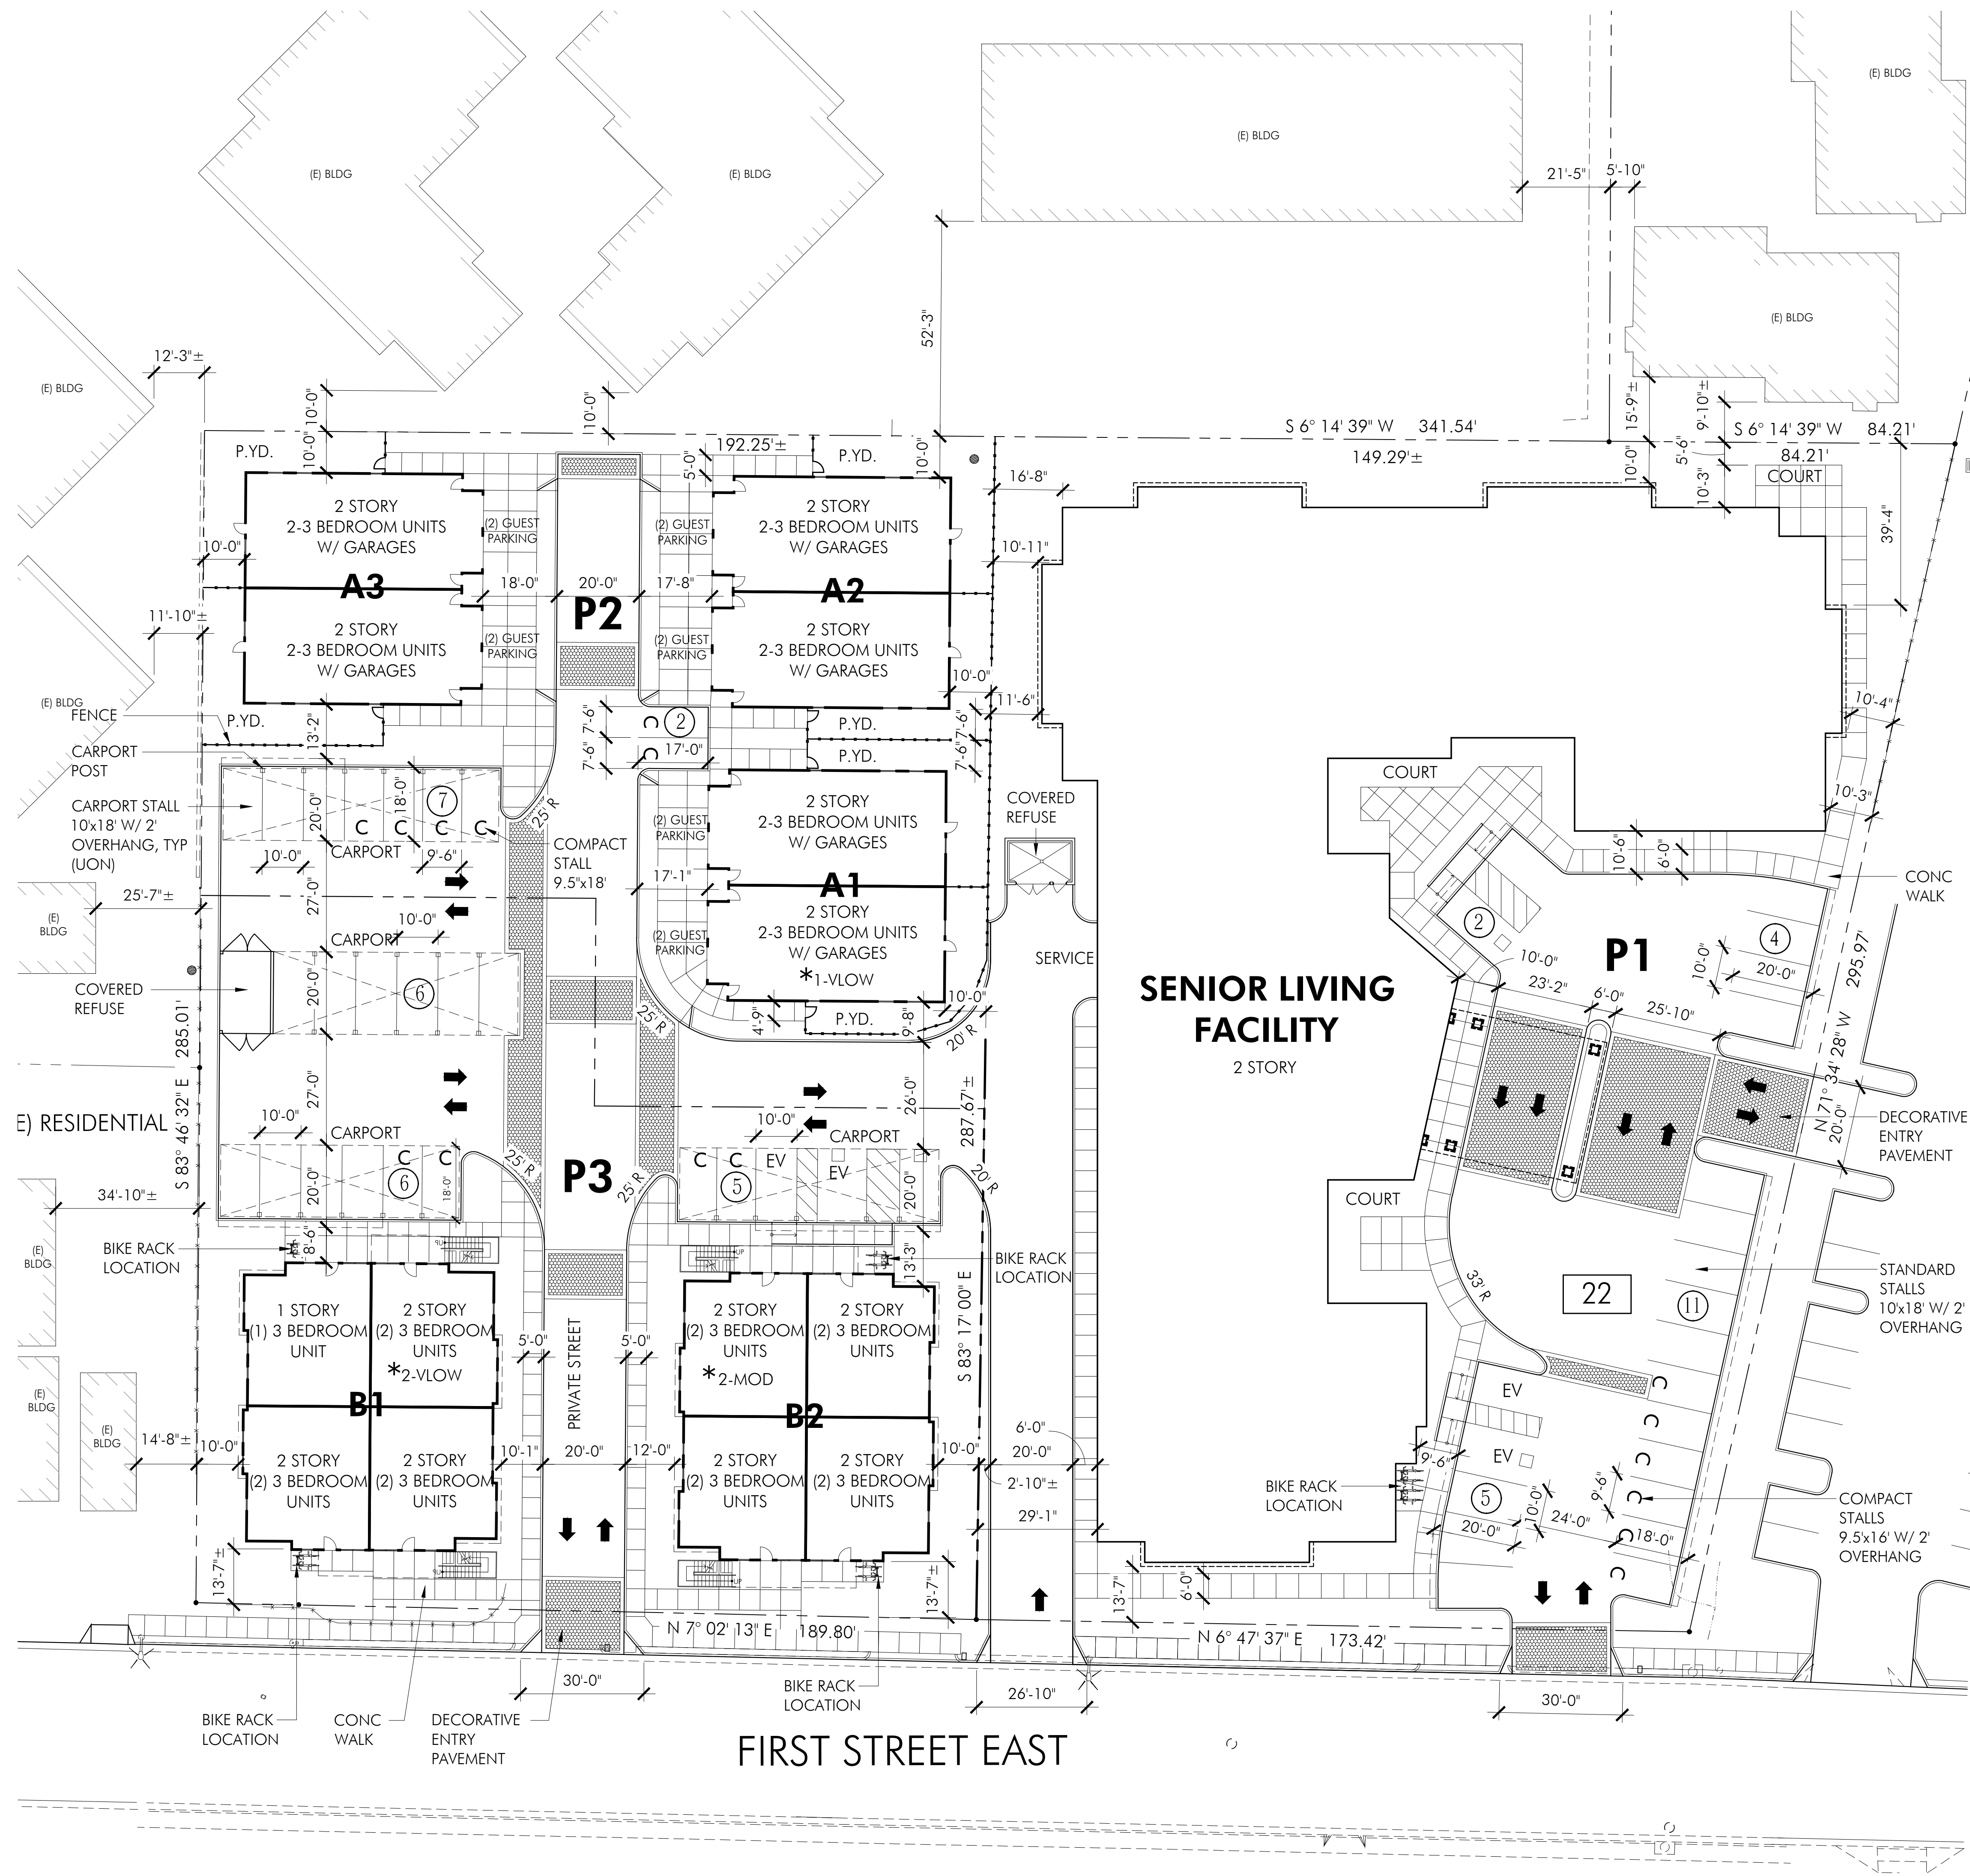 (E) BLDG
(E) BLDG
(E) BLDG
(E) BLDG
21'-5"
5'-10"
(E) BLDG
52'-3"
12'-3"±
(E) BLDG
10'-0"
10'-0"
10'-0"
192.25'±
5'-0"
10'-0"
P.YD.
P.YD.
S 6° 14' 39" W 341.54'
149.29'±
15'-9"±
10'-0"
9'-10"±
5'-6"
10'-3"
S 6° 14' 39" W 84.21'
84.21'
COURT
39'-4"
16'-8"
2 STORY
2-3 BEDROOM UNITS
W/ GARAGES
(2) GUEST
PARKING
(2) GUEST
PARKING
2 STORY
2-3 BEDROOM UNITS
W/ GARAGES
10'-0"
10'-11"
A3
18'-0"
20'-0"
17'-8"
P2
A2
11'-10"±
2 STORY
2-3 BEDROOM UNITS
W/ GARAGES
(2) GUEST
PARKING
(2) GUEST
PARKING
2 STORY
2-3 BEDROOM UNITS
W/ GARAGES
10'-0"
11'-6"
10'-4"
(E) BLDG
FENCE
P.YD.
13'-2"
7'-6"
7'-6"
C
C
2
17'-0"
P.YD.
P.YD.
7'-6"
7'-6"
CARPORT
POST
CARPORT STALL
10'x18' W/ 2'
OVERHANG, TYP
(UON)
20'-0"
18'-0"
7
C C C C
CARPORT
10'-0"
9'-6"
25' R
COMPACT
STALL
9.5"x18'
(2) GUEST
PARKING
2 STORY
2-3 BEDROOM UNITS
W/ GARAGES
COVERED
REFUSE
COURT
10'-3"
10'-6"
6'-0"
CONC
WALK
25'-7"±
27'-0"
10'-0"
CARPORT
17'-1"
A1
(2) GUEST
PARKING
2 STORY
2-3 BEDROOM UNITS
W/ GARAGES
*1-VLOW
(E)
BLDG
SERVICE
2
4
P1
10'-0"
20'-0"
295.97'
COVERED
REFUSE
20'-0"
6
SENIOR LIVING
FACILITY
2 STORY
10'-0"
23'-2"
6'-0"
25'-10"
285.01'
25' R
4'-9"
P.YD.
9'-8"
10'-0"
20' R
27'-0"
10'-0"
CARPORT
26'-0"
10'-0"
CARPORT
287.67'±
N 71° 34' 28" W
20'-0"
DECORATIVE
ENTRY
PAVEMENT
E) RESIDENTIAL
S 83° 46' 32" E
20'-0"
C C
6
18'-0"
25' R
P3
25' R
C C EV
EV
5
20'-0"
20' R
COURT
34'-10"±
BIKE RACK
LOCATION
8'-6"
UP
UP
13'-3"
BIKE RACK
LOCATION
(E)
BLDG
33' R
22
11
STANDARD
STALLS
10'x18' W/ 2'
OVERHANG
1 STORY
(1) 3 BEDROOM
UNIT
2 STORY
(2) 3 BEDROOM
UNITS
*2-VLOW
5'-0"
PRIVATE STREET
5'-0"
2 STORY
(2) 3 BEDROOM
UNITS
*2-MOD
2 STORY
(2) 3 BEDROOM
UNITS
S 83° 17' 00" E
(E)
BLDG
(E)
BLDG
B1
B2
EV
EV
C
C
C
C
C
C
14'-8"±
10'-0"
2 STORY
(2) 3 BEDROOM
UNITS
2 STORY
(2) 3 BEDROOM
UNITS
10'-1"
20'-0"
12'-0"
2 STORY
(2) 3 BEDROOM
UNITS
2 STORY
(2) 3 BEDROOM
UNITS
10'-0"
6'-0"
20'-0"
2'-10"±
29'-1"
BIKE RACK
LOCATION
9'-6"
5
20'-0"
10'-0"
24'-0"
9'-6"
18'-0"
COMPACT
STALLS
9.5'x16' W/ 2'
OVERHANG
13'-7"±
UP
UP
13'-7"±
13'-7"
6'-0"
N 7° 02' 13" E 189.80'
N 6° 47' 37" E 173.42'
30'-0"
26'-10"
30'-0"
BIKE RACK
LOCATION
CONC
WALK
DECORATIVE
ENTRY
PAVEMENT
BIKE RACK
LOCATION
FIRST STREET EAST